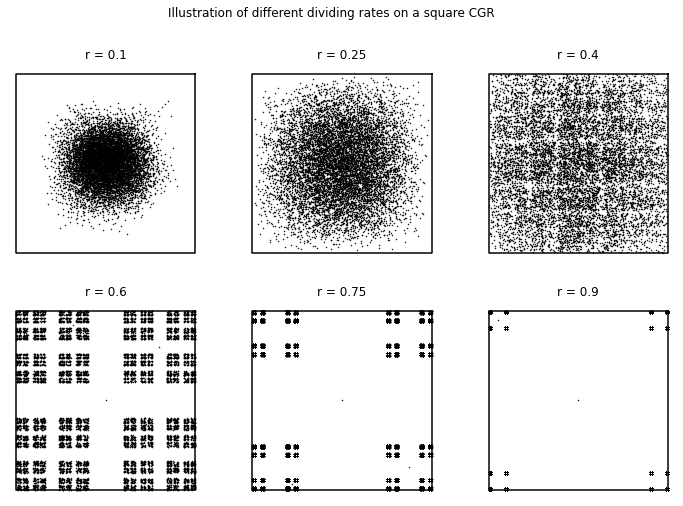 Illustration of different dividing rates on a square CGR
r = 0.1
r = 0.25
r = 0.4
r = 0.6
r = 0.75
r = 0.9